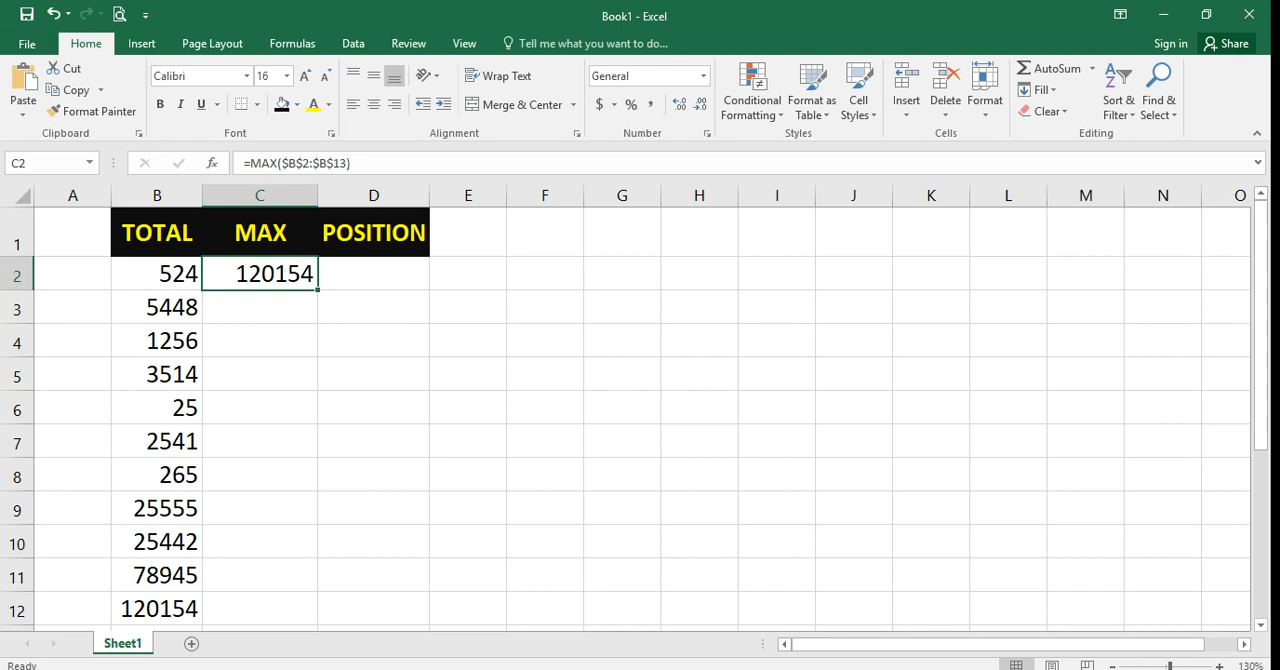 Book1 - Excel
File Home Insert Page Layout Formulas Data Review View Tell me what you want to do... Sign in Share
Paste Cut Copy Format Painter Clipboard
Calibri 16 A A B I U A Font
Wrap Text Merge & Center Alignment
General $ % , Number
Conditional Formatting Format as Table Cell Styles Styles
Insert Delete Format Cells
AutoSum Fill Clear Sort & Filter Find & Select Editing
C2 fx =MAX($B$2:$B$13)
A B C D E F G H I J K L M N O
1 TOTAL MAX POSITION
2 524 120154
3 5448
4 1256
5 3514
6 25
7 2541
8 265
9 25555
10 25442
11 78945
12 120154
Sheet1
Ready 130%